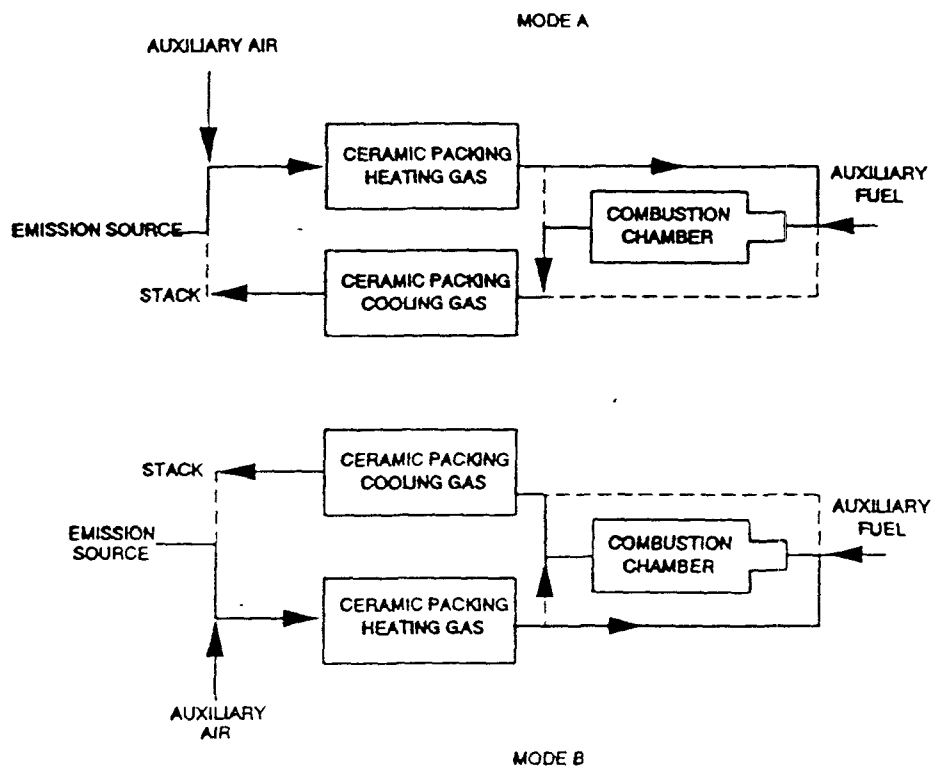 MODE A
AUXILIARY AIR
CERAMIC PACKING
HEATING GAS
AUXILIARY
FUEL
COMBUSTION
CHAMBER
EMISSION SOURCE
STACK
CERAMIC PACKING
COOLING GAS
STACK
CERAMIC PACKING
COOLING GAS
AUXILIARY
FUEL
EMISSION
SOURCE
COMBUSTION
CHAMBER
CERAMIC PACKING
HEATING GAS
AUXILIARY
AIR
MODE B